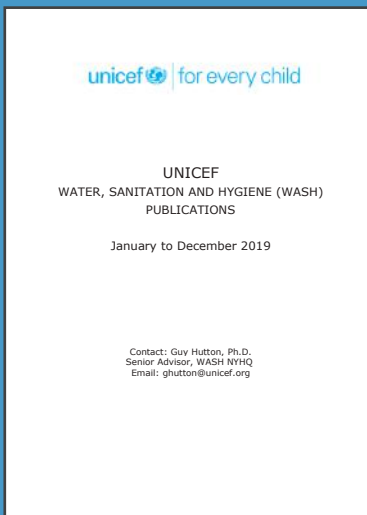 unicef for every child
UNICEF
WATER, SANITATION AND HYGIENE (WASH)
PUBLICATIONS
January to December 2019
Contact: Guy Hutton, Ph.D.
Senior Advisor, WASH NYHQ
Email: ghutton@unicef.org